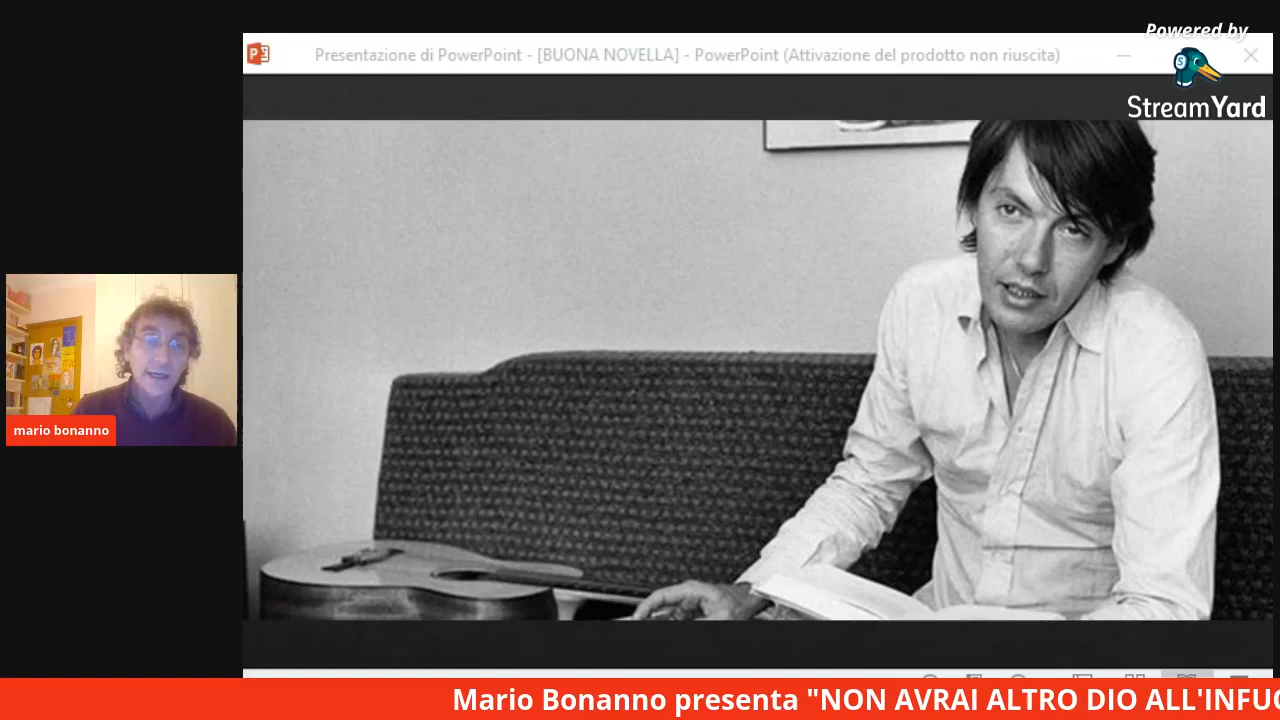 Powered by
StreamYard
Presentazione di PowerPoint - [BUONA NOVELLA] - PowerPoint (Attivazione del prodotto non riuscita)
mario bonanno
Mario Bonanno presenta "NON AVRAI ALTRO DIO ALL'INFUO